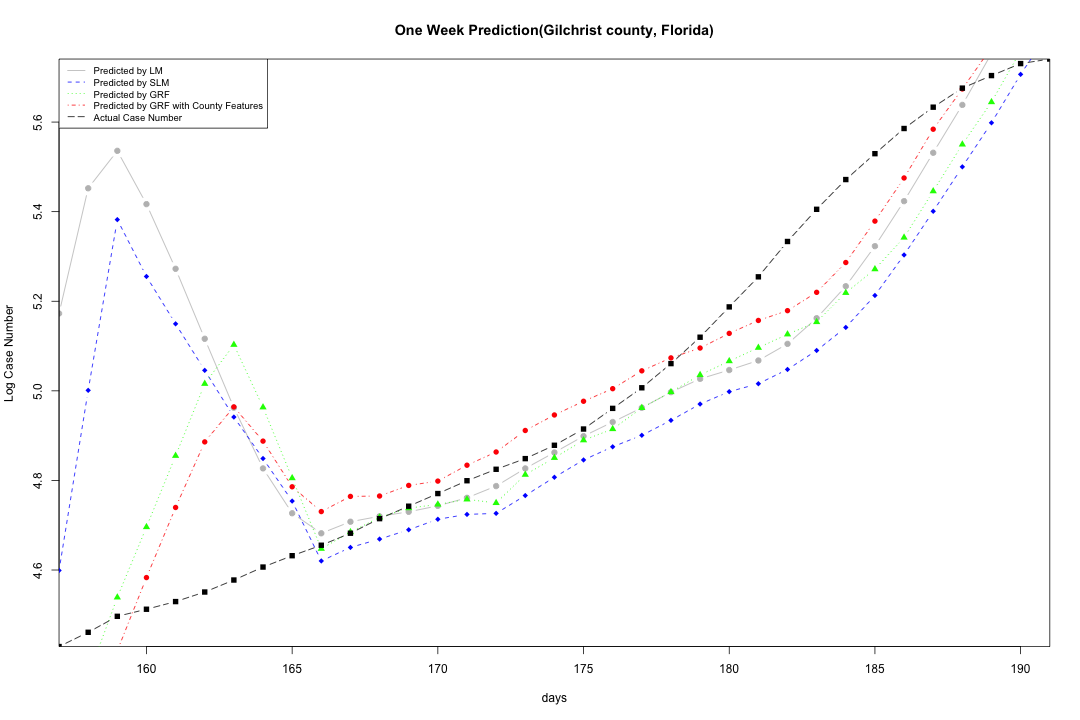 One Week Prediction(Gilchrist county, Florida)
Predicted by LM
Predicted by SLM
Predicted by GRF
Predicted by GRF with County Features
Actual Case Number
5.6
5.4
5.2
5.0
4.8
4.6
Log Case Number
160 165 170 175 180 185 190
days